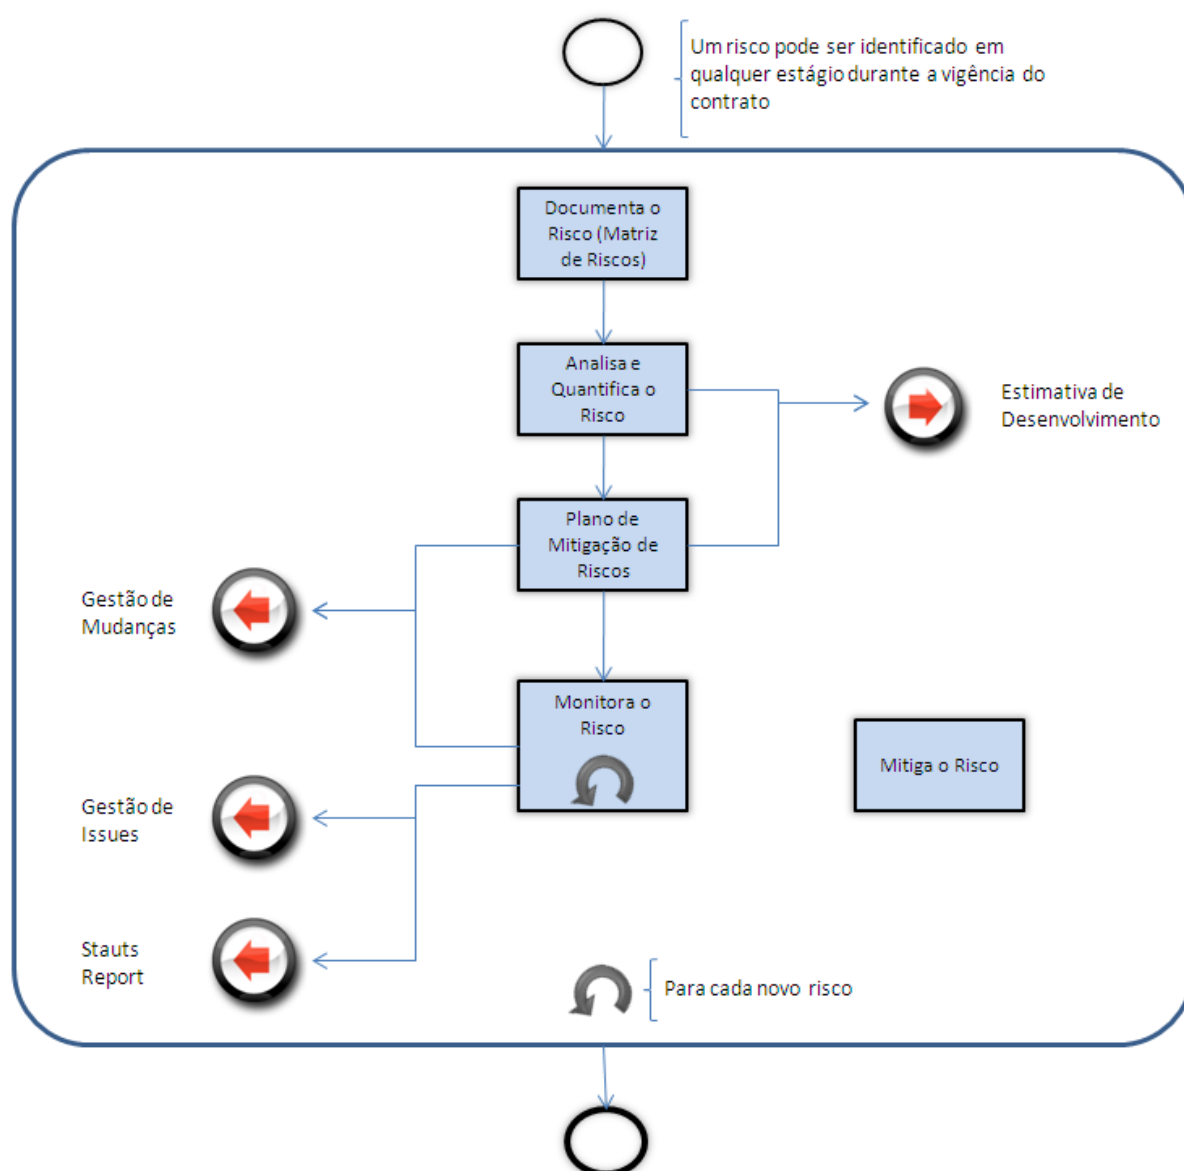 Um risco pode ser identificado em
qualquer estágio durante a vigência do
contrato
Documenta o
Risco (Matriz
de Riscos)
Analisa e
Quantifica o
Risco
Estimativa de
Desenvolvimento
Plano de
Mitigação de
Riscos
Gestão de
Mudanças
Monitora o
Risco
Mitiga o Risco
Gestão de
Issues
Stauts
Report
Para cada novo risco